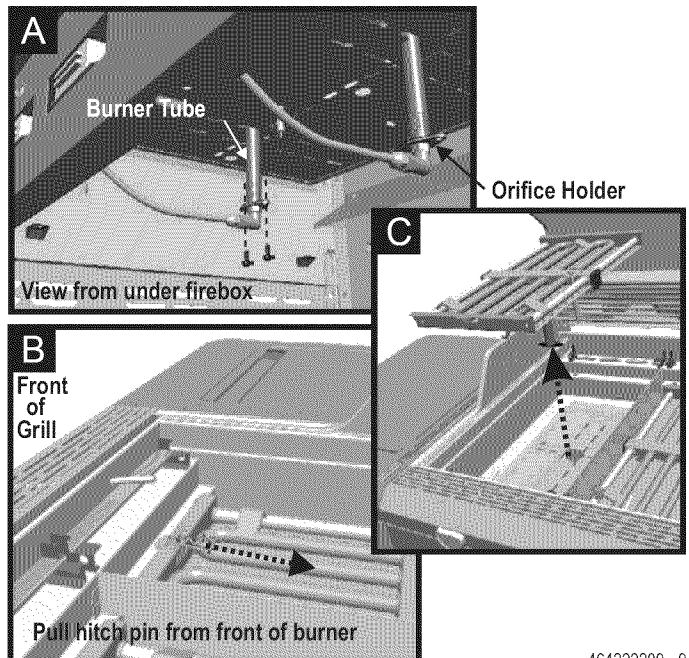 A
Burner Tube
Orifice Holder
View from under firebox
B
Front
of
Grill
Pull hitch pin from front of burner
C